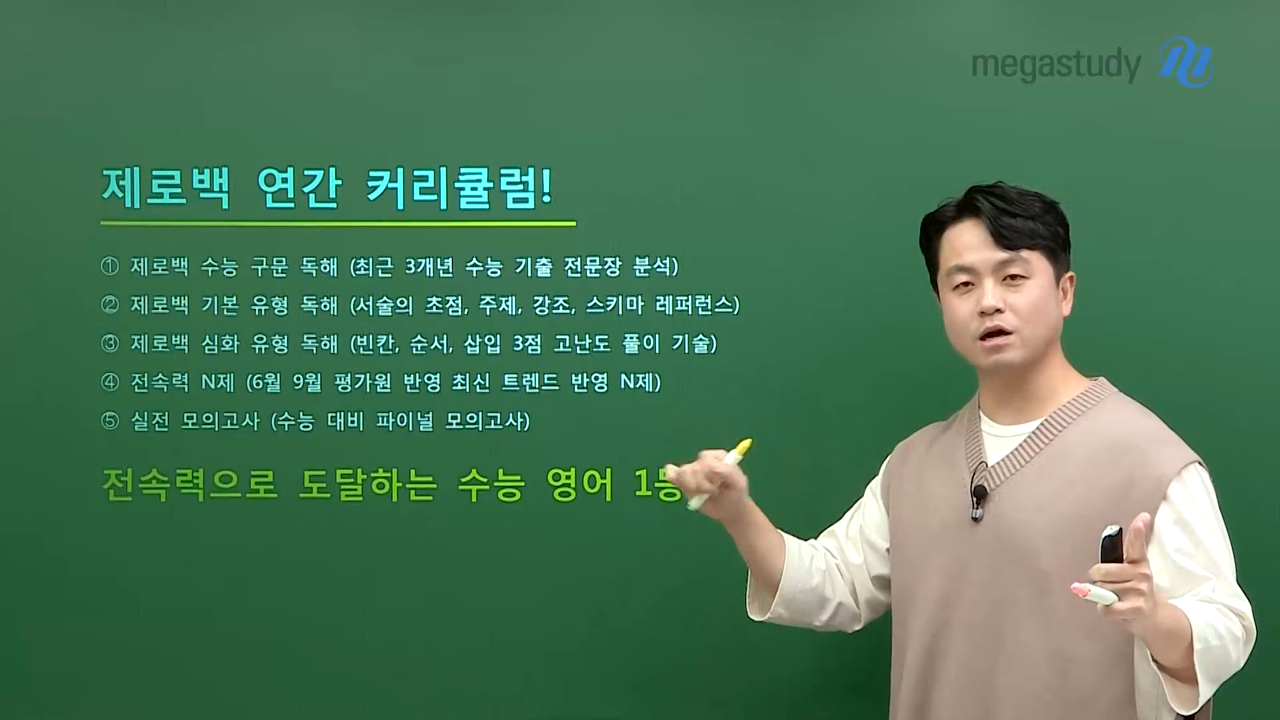 megastudy
제로백 연간 커리큘럼!
① 제로백 수능 구문 독해 (최근 3개년 수능 기출 전문장 분석)
② 제로백 기본 유형 독해 (서술의 초점, 주제, 강조, 스키마 레퍼런스)
③ 제로백 심화 유형 독해 (빈칸, 순서, 삽입 3점 고난도 풀이 기술)
④ 전속력 N제 (6월 9월 평가원 반영 최신 트렌드 반영 N제)
⑤ 실전 모의고사 (수능 대비 파이널 모의고사)
전속력으로 도달하는 수능 영어